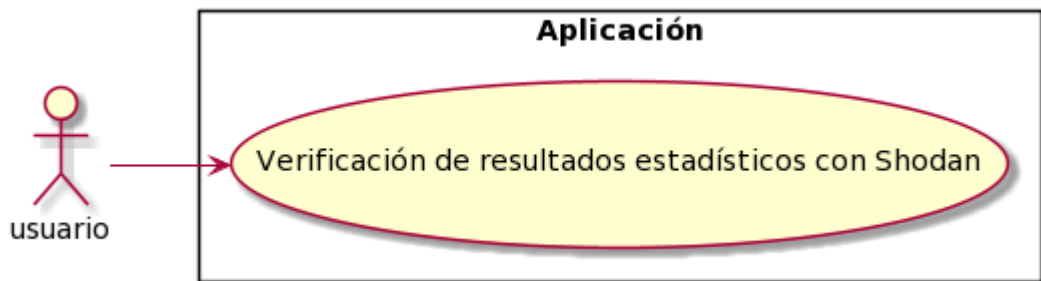 Aplicación
Verificación de resultados estadísticos con Shodan
usuario